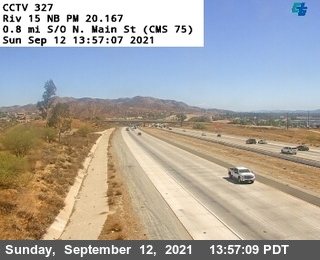 CCTV 327
Riv 15 NB PM 20.167
0.8 mi S/O N. Main St (CMS 75)
Sun Sep 12 13:57:07 2021
Sunday, September 12, 2021 13:57:09 PDT